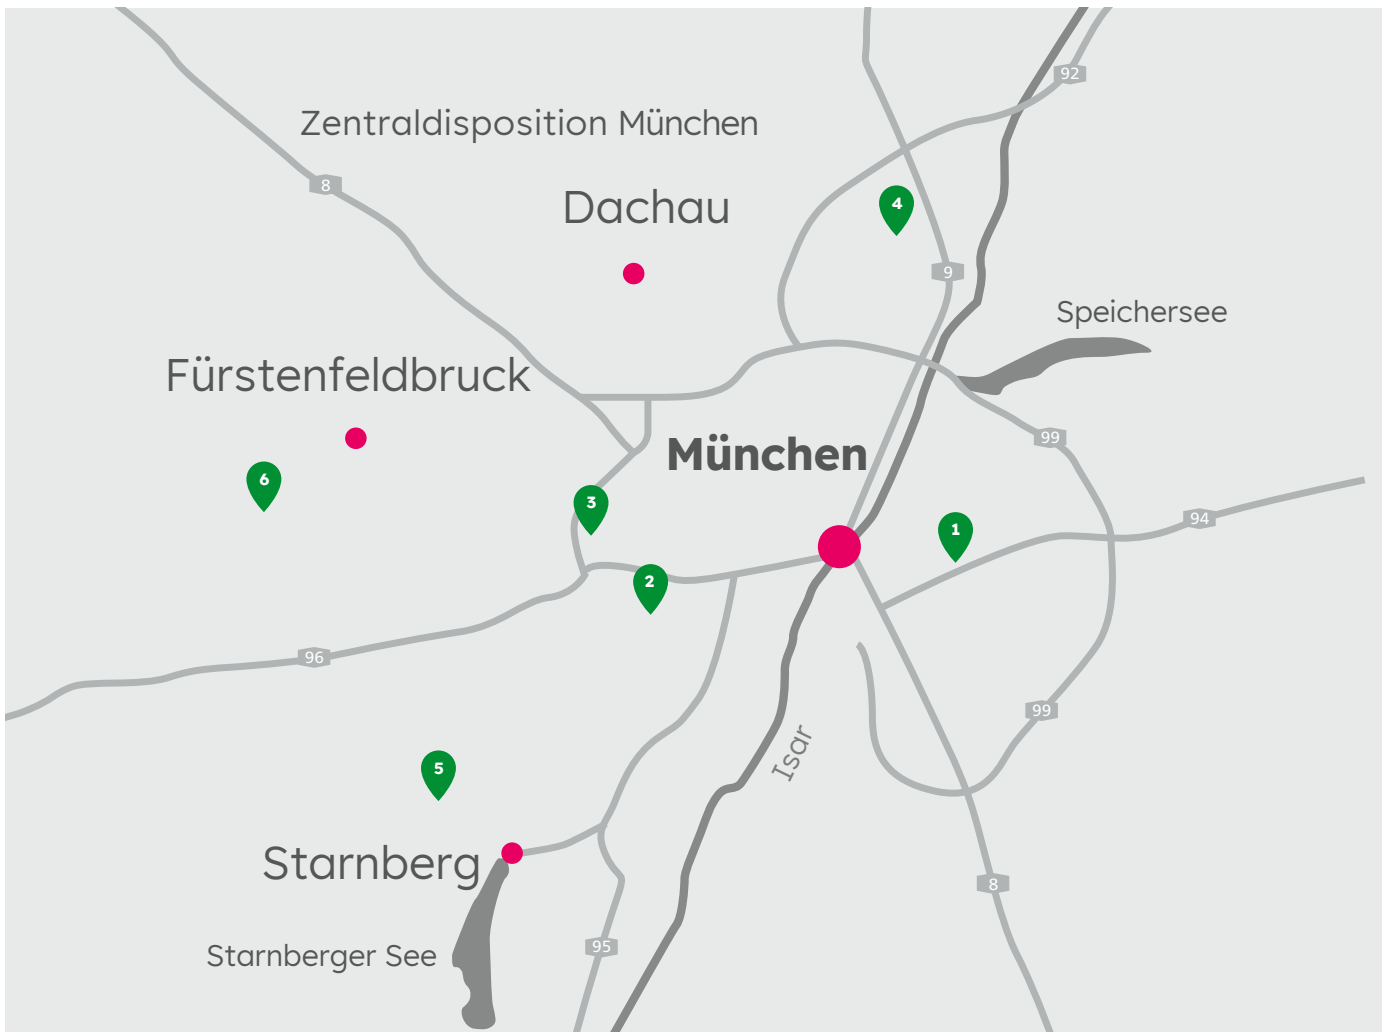 92
Zentraldisposition München
8
Dachau
4
9
Speichersee
Fürstenfeldbruck
99
München
6
3
94
1
2
96
99
Isar
5
Starnberg
8
95
Starnberger See